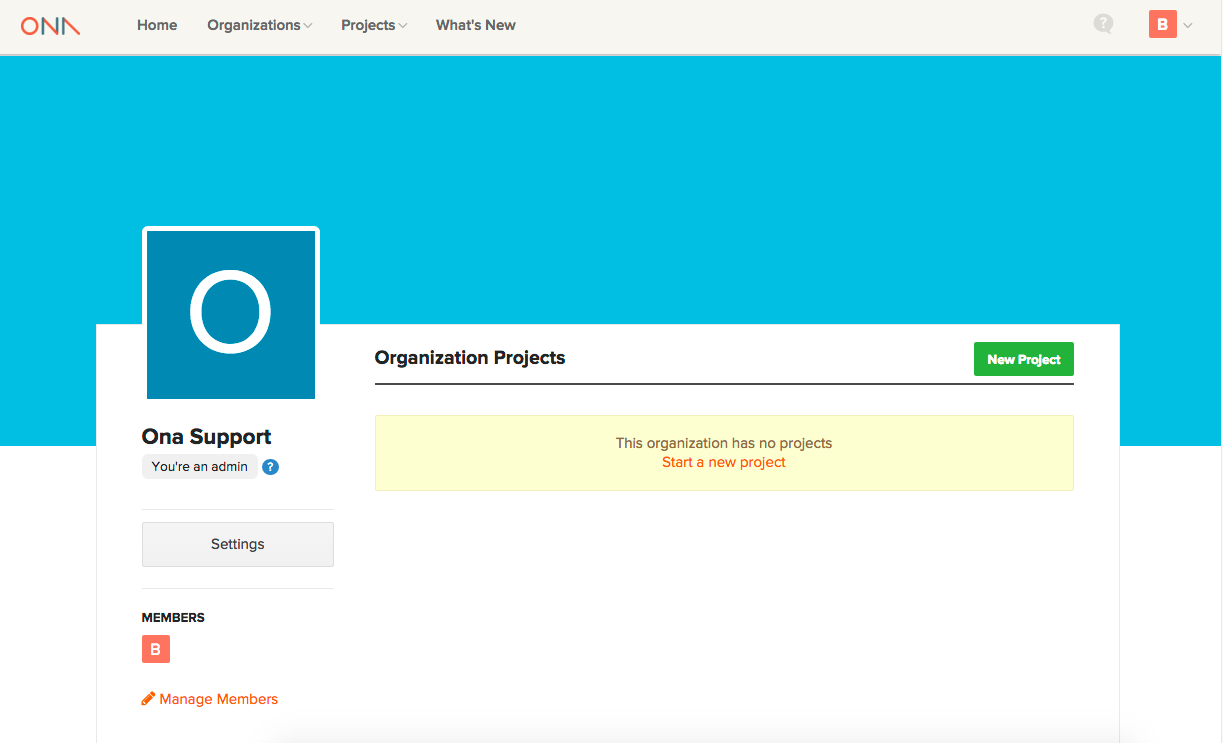 ONA Home Organizations Projects What's New ? B
O
Organization Projects New Project
Ona Support
You're an admin ?
This organization has no projects
Start a new project
Settings
MEMBERS
B
Manage Members